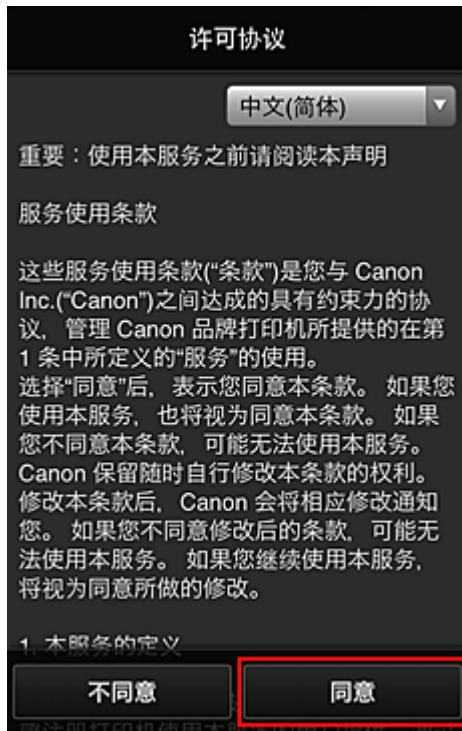 许可协议
中文(简体)
重要：使用本服务之前请阅读本声明
服务使用条款
这些服务使用条款(“条款”)是您与 Canon
Inc.(“Canon”)之间达成的具有约束力的协
议，管理 Canon 品牌打印机所提供的在第
1 条中所定义的“服务”的使用。
选择“同意”后，表示您同意本条款。 如果您
使用本服务，也将视为同意本条款。 如果
您不同意本条款，可能无法使用本服务。
Canon 保留随时自行修改本条款的权利。
修改本条款后，Canon 会将相应修改通知
您。 如果您不同意修改后的条款，可能无
法使用本服务。 如果您继续使用本服务，
将视为同意所做的修改。
1. 本服务的定义
不同意
同意